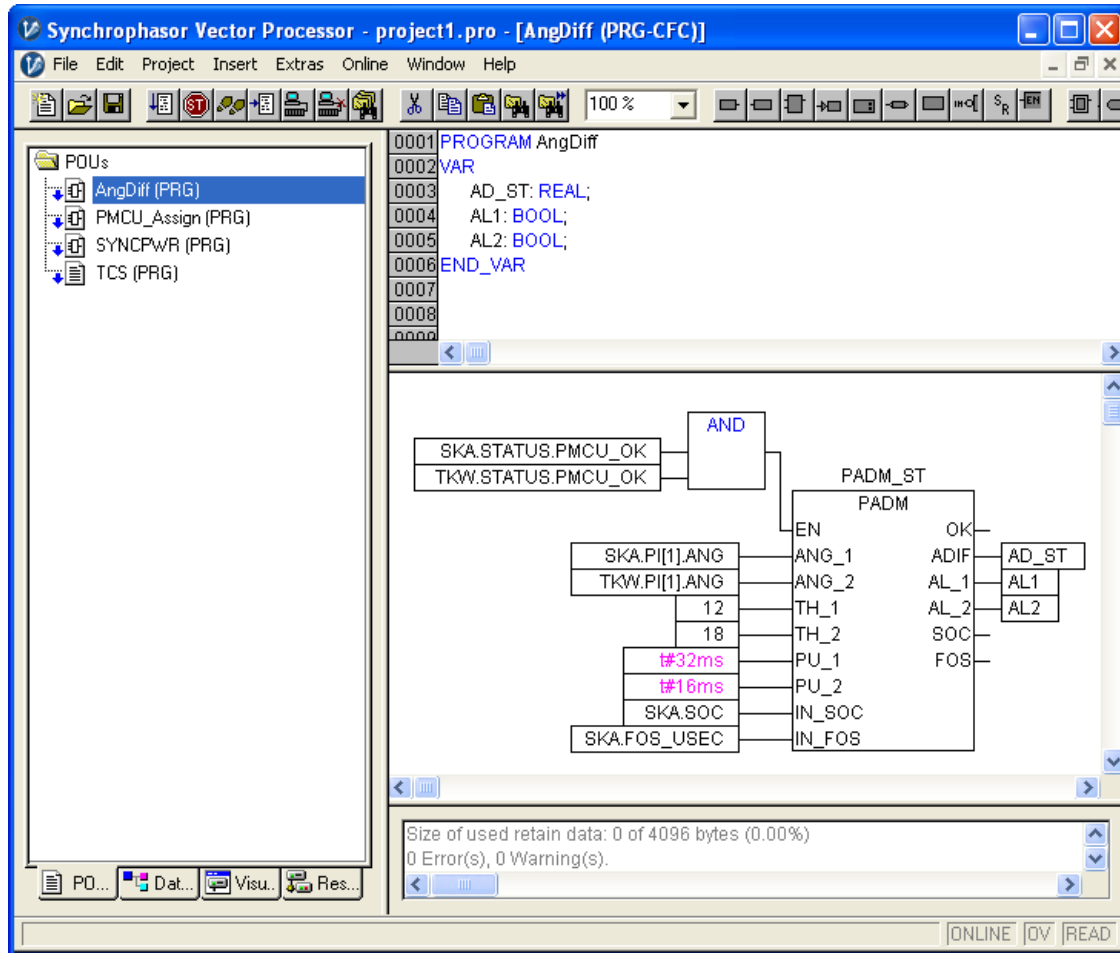 Synchrophasor Vector Processor - project1.pro - [AngDiff (PRG-CFC)]
File Edit Project Insert Extras Online Window Help
ST 100 % S R EN
POUs
AngDiff (PRG)
PMCU_Assign (PRG)
SYNCPWR (PRG)
TCS (PRG)
0001 PROGRAM AngDiff
0002 VAR
0003 AD_ST: REAL;
0004 AL1: BOOL;
0005 AL2: BOOL;
0006 END_VAR
0007
0008
0009
AND
SKA.STATUS.PMCU_OK
TKW.STATUS.PMCU_OK
PADM_ST
PADM
EN OK
SKA.PI[1].ANG ANG_1 ADIF AD_ST
TKW.PI[1].ANG ANG_2 AL_1 AL1
12 TH_1 AL_2 AL2
18 TH_2 SOC
t#32ms PU_1 FOS
t#16ms PU_2
SKA.SOC IN_SOC
SKA.FOS_USEC IN_FOS
Size of used retain data: 0 of 4096 bytes (0.00%)
0 Error(s), 0 Warning(s).
PO... Dat... Visu.. Res...
ONLINE OV READ